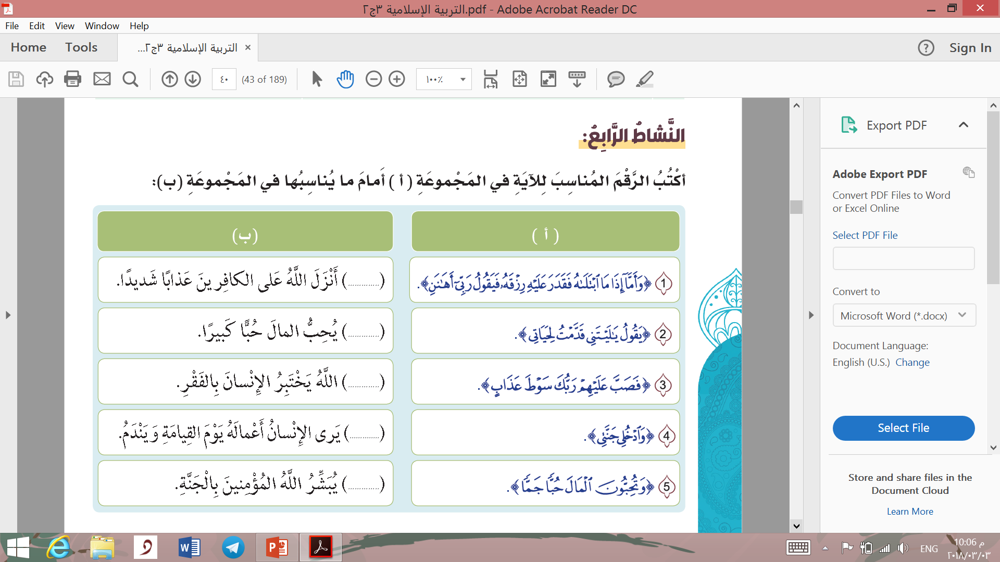 التربية الإسلامية ٣ج٢.pdf - Adobe Acrobat Reader DC
File Edit View Window Help
Home Tools التربية الإسلامية ٣ج٢... × ? Sign In
٤٠ (43 of 189) ١٠٠٪
النَّشاطُ الرَّابِعُ:
أكْتُبُ الرَّقْمَ المُناسِبَ لِلآيَةِ في المَجْموعَةِ ( أ ) أَمامَ ما يُناسِبُها في المَجْموعَةِ (ب):
( أ )
(ب)
1 ﴿وَأَمَّآ إِذَا مَا ٱبْتَلَىٰهُ فَقَدَرَ عَلَيْهِ رِزْقَهُۥ فَيَقُولُ رَبِّىٓ أَهَٰنَنِ﴾.
(.............) أَنْزَلَ اللَّهُ عَلى الكافِرينَ عَذابًا شَديدًا.
2 ﴿يَقُولُ يَٰلَيْتَنِى قَدَّمْتُ لِحَيَاتِى﴾.
(.............) يُحِبُّ المالَ حُبًّا كَبيرًا.
3 ﴿فَصَبَّ عَلَيْهِمْ رَبُّكَ سَوْطَ عَذَابٍ﴾.
(.............) اللَّهُ يَخْتَبِرُ الإِنْسانَ بِالفَقْرِ.
4 ﴿وَٱدْخُلِى جَنَّتِى﴾.
(.............) يَرى الإِنْسانُ أَعْمالَهُ يَوْمَ القِيامَةِ وَ يَنْدَمُ.
5 ﴿وَتُحِبُّونَ ٱلْمَالَ حُبًّا جَمًّا﴾.
(.............) يُبَشِّرُ اللَّهُ المُؤْمِنينَ بِالْجَنَّةِ.
Export PDF
Adobe Export PDF
Convert PDF Files to Word
or Excel Online
Select PDF File
Convert to
Microsoft Word (*.docx)
Document Language:
English (U.S.) Change
Select File
Store and share files in the
Document Cloud
Learn More
ENG
10:06 م
٢٠١٨/٠٣/٠٣